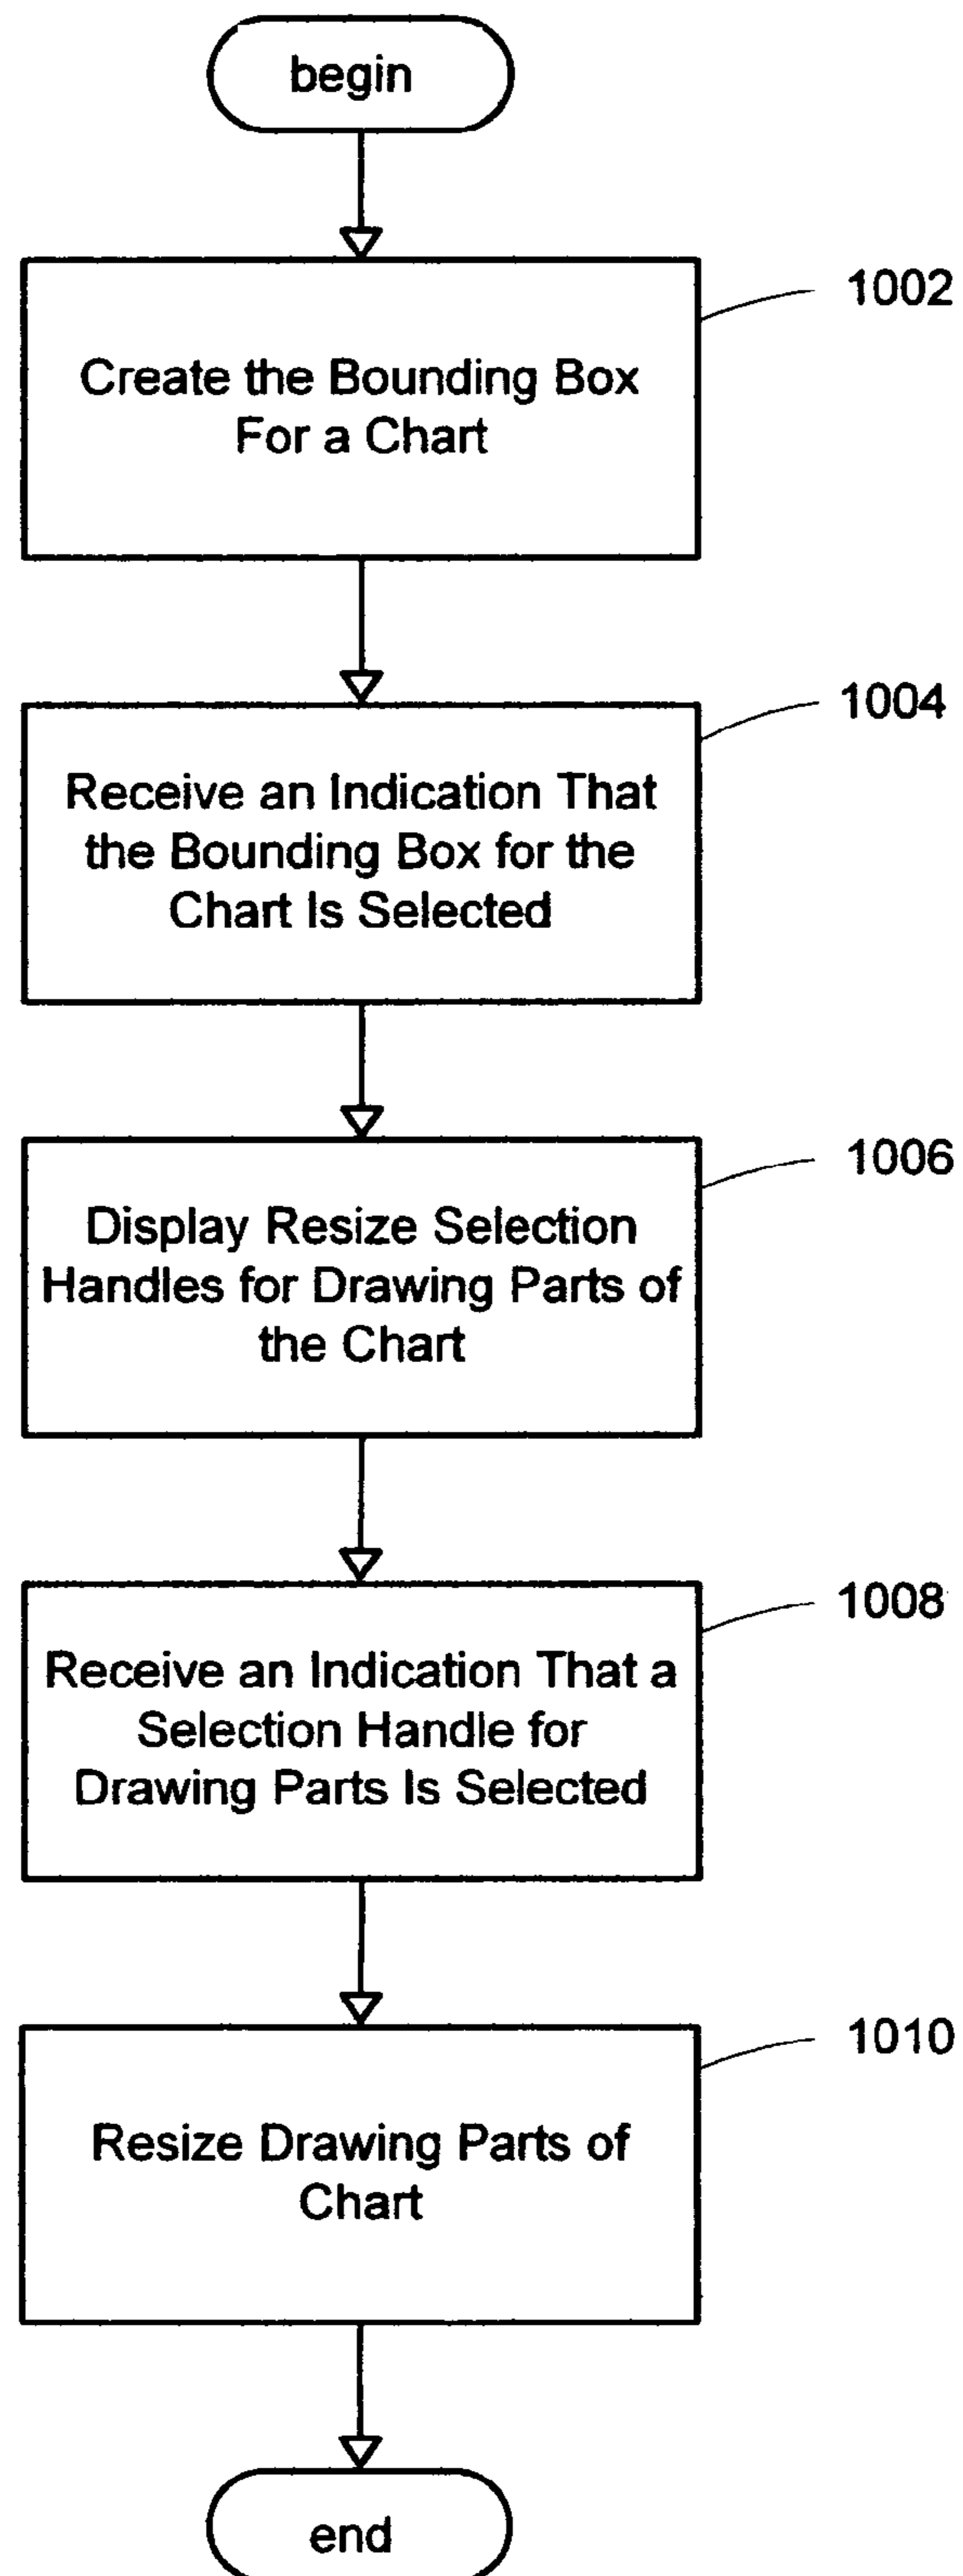 begin
1002
Create the Bounding Box
For a Chart
1004
Receive an Indication That
the Bounding Box for the
Chart Is Selected
1006
Display Resize Selection
Handles for Drawing Parts of
the Chart
1008
Receive an Indication That a
Selection Handle for
Drawing Parts Is Selected
1010
Resize Drawing Parts of
Chart
end